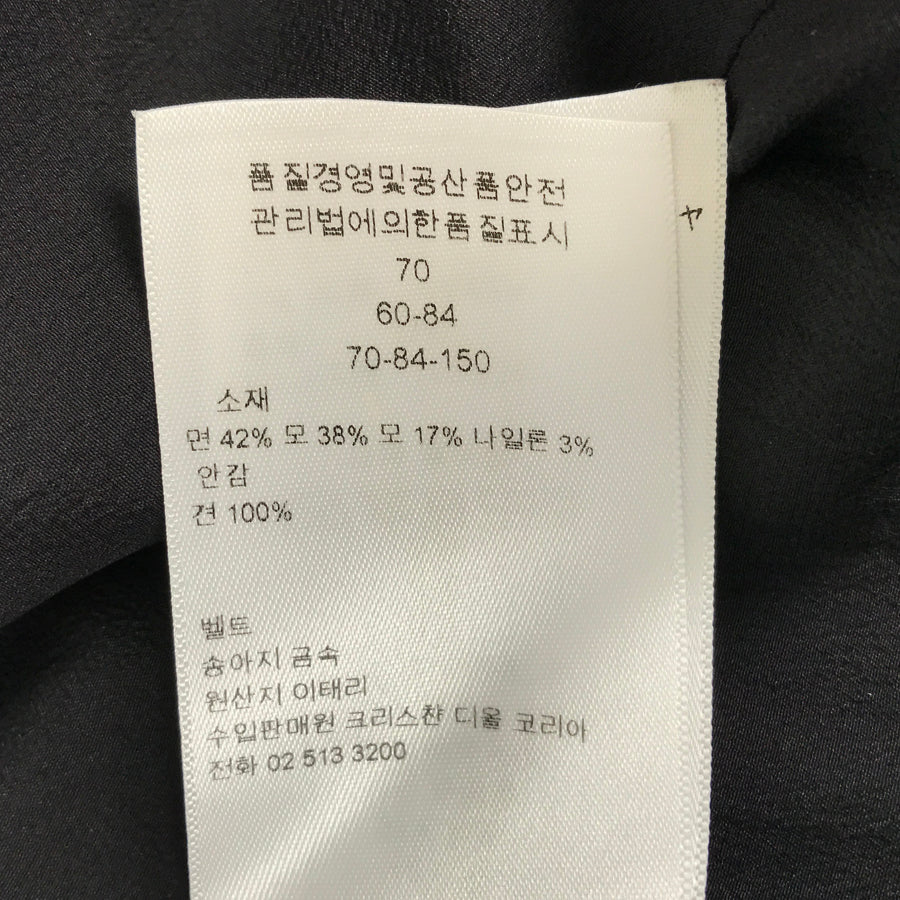 품질경영및공산품안전
관리법에의한품질표시
70
60-84
70-84-150
소재
면 42% 모 38% 모 17% 나일론 3%
안감
견 100%
벨트
송아지 금속
원산지 이태리
수입판매원 크리스챤 디올 코리아
전화 02 513 3200